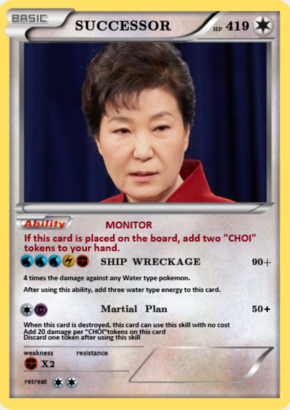 BASIC
SUCCESSOR
HP 419
Ability
MONITOR
If this card is placed on the board, add two "CHOI"
tokens to your hand.
SHIP WRECKAGE 90+
4 times the damage against any Water type pokemon.
After using this ability, add three water type energy to this card.
Martial Plan 50+
When this card is destroyed, this card can use this skill with no cost
Add 20 damage per "CHOI"tokens on this card
Discard one token after using this skill
weakness resistance
X2
retreat